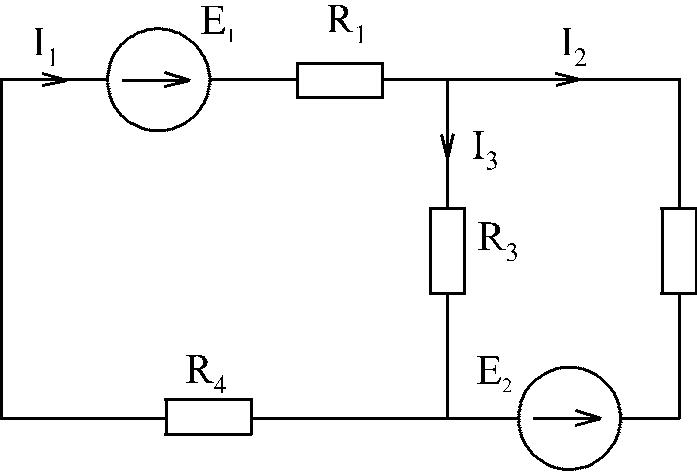 I₁
E₁
R₁
I₂
I₃
R₃
R₄
E₂